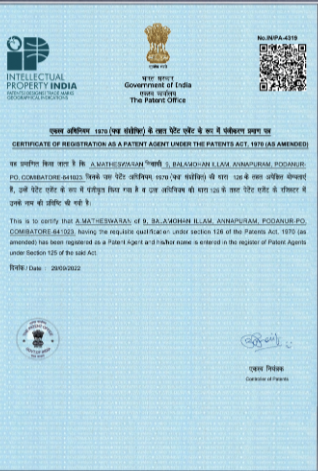 No.IN/PA-4319
INTELLECTUAL
PROPERTY INDIA
PATENTS|DESIGNS|TRADE MARKS
GEOGRAPHICAL INDICATIONS
भारत सरकार
Government of India
एकस्व कार्यालय
The Patent Office
एकस्व अधिनियम 1970 (यथा संशोधित) के तहत पेटेंट एजेंट के रूप में पंजीकरण प्रमाण पत्र
CERTIFICATE OF REGISTRATION AS A PATENT AGENT UNDER THE PATENTS ACT, 1970 (AS AMENDED)
यह प्रमाणित किया जाता है कि A.MATHESWARAN निवासी 9, BALAMOHAN ILLAM, ANNAPURAM, PODANUR-
PO, COIMBATORE-641023 जिनके पास पेटेंट अधिनियम 1970 (यथा संशोधित) की धारा 126 के तहत अपेक्षित योग्यताएं
है, उन्हें पेटेंट एजेंट के रूप में पंजीकृत किया गया है व उक्त अधिनियम की धारा 125 के तहत पेटेंट एजेंट के रजिस्टर में
उनके नाम की प्रविष्टि की गयी है।
This is to certify that A.MATHESWARAN of 9, BALAMOHAN ILLAM, ANNAPURAM, PODANUR-PO,
COIMBATORE-641023, having the requisite qualification under section 126 of the Patents Act, 1970 (as
amended) has been registered as a Patent Agent and his/her name is entered in the register of Patent Agents
under Section 125 of the said Act.
दिनांक/ Date : 29/09/2022
एकस्व नियंत्रक
Controller of Patents